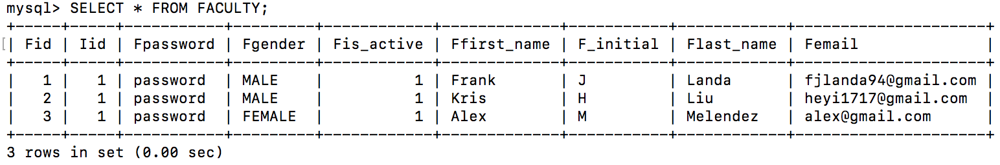 mysql> SELECT * FROM FACULTY;
+-----+-----+-----------+---------+------------+-------------+-----------+------------+----------------------+
| Fid | Iid | Fpassword | Fgender | Fis_active | Ffirst_name | F_initial | Flast_name | Femail               |
+-----+-----+-----------+---------+------------+-------------+-----------+------------+----------------------+
|   1 |   1 | password  | MALE    |          1 | Frank       | J         | Landa      | fjlanda94@gmail.com |
|   2 |   1 | password  | MALE    |          1 | Kris        | H         | Liu        | heyi1717@gmail.com  |
|   3 |   1 | password  | FEMALE  |          1 | Alex        | M         | Melendez   | alex@gmail.com      |
+-----+-----+-----------+---------+------------+-------------+-----------+------------+----------------------+
3 rows in set (0.00 sec)